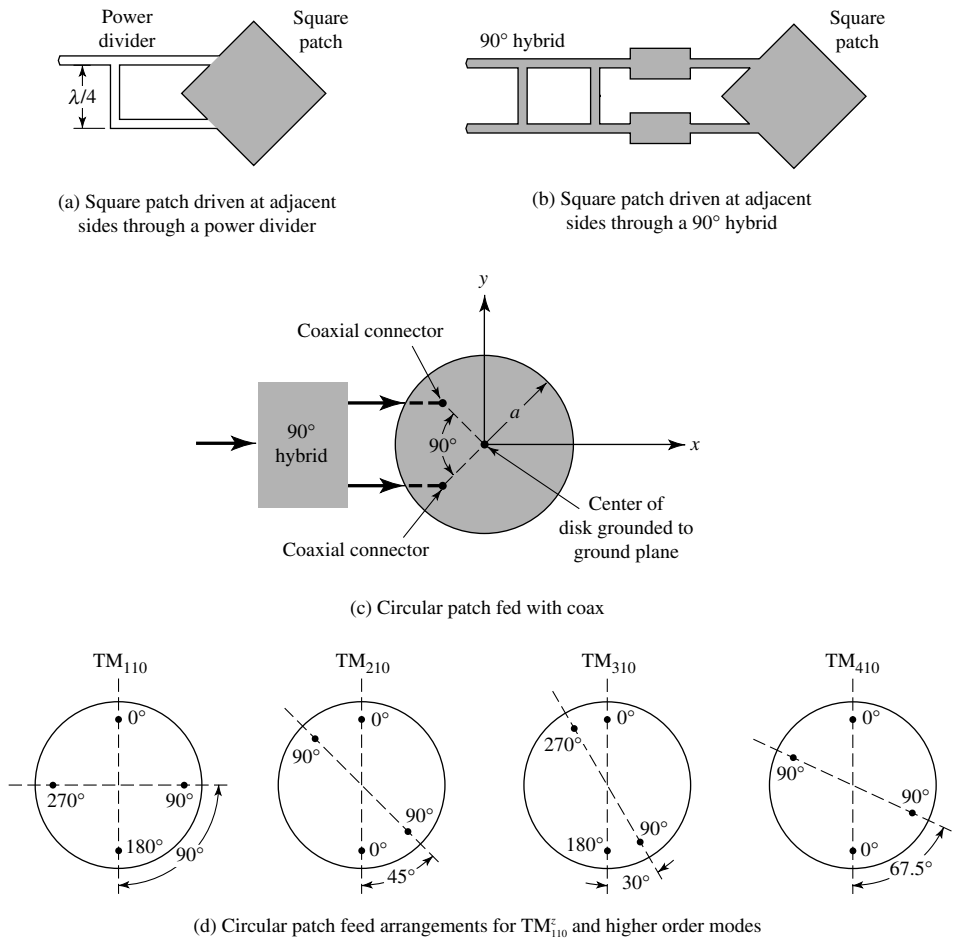 Power
divider
Square
patch
λ/4
(a) Square patch driven at adjacent
sides through a power divider
90° hybrid
Square
patch
(b) Square patch driven at adjacent
sides through a 90° hybrid
y
Coaxial connector
a
90°
hybrid
90°
x
Coaxial connector
Center of
disk grounded to
ground plane
(c) Circular patch fed with coax
TM₁₁₀
0°
270°
90°
180°
90°
TM₂₁₀
0°
90°
90°
0°
45°
TM₃₁₀
0°
270°
90°
180°
30°
TM₄₁₀
0°
90°
90°
0°
67.5°
(d) Circular patch feed arrangements for TMᶻ₁₁₀ and higher order modes